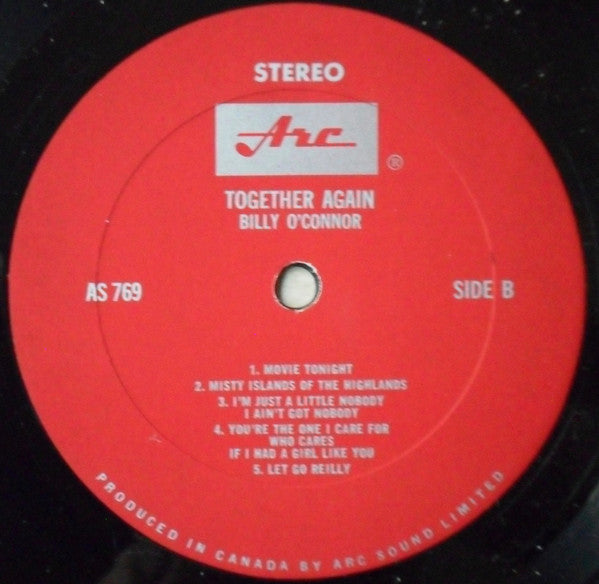 STEREO
Arc
®
TOGETHER AGAIN
BILLY O'CONNOR
AS 769
SIDE B
1. MOVIE TONIGHT
2. MISTY ISLANDS OF THE HIGHLANDS
3. I'M JUST A LITTLE NOBODY
I AIN'T GOT NOBODY
4. YOU'RE THE ONE I CARE FOR
WHO CARES
IF I HAD A GIRL LIKE YOU
5. LET GO REILLY
PRODUCED IN CANADA BY ARC SOUND LIMITED